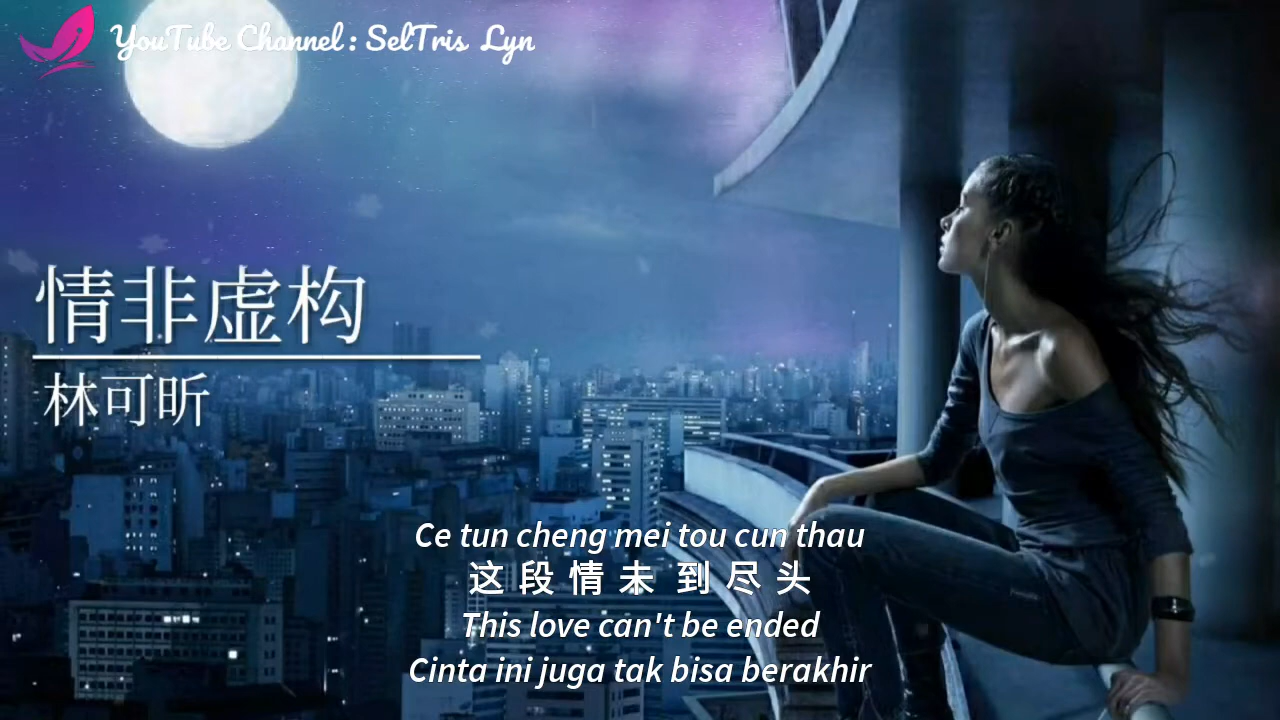 YouTube Channel : SelTris Lyn
情非虚构
林可昕
Ce tun cheng mei tou cun thau
这段情未到尽头
This love can't be ended
Cinta ini juga tak bisa berakhir